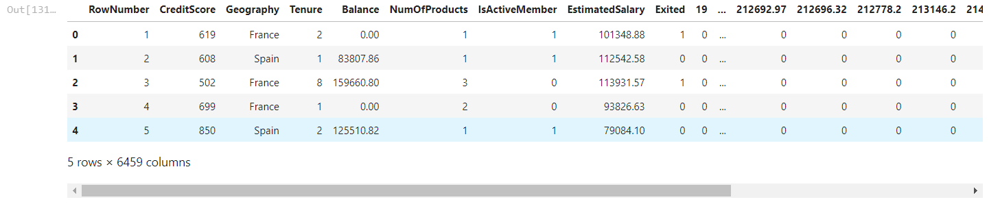 Out[131...
RowNumber CreditScore Geography Tenure Balance NumOfProducts IsActiveMember EstimatedSalary Exited 19 ... 212692.97 212696.32 212778.2 213146.2 214
0 1 619 France 2 0.00 1 1 101348.88 1 0 ... 0 0 0 0
1 2 608 Spain 1 83807.86 1 1 112542.58 0 0 ... 0 0 0 0
2 3 502 France 8 159660.80 3 0 113931.57 1 0 ... 0 0 0 0
3 4 699 France 1 0.00 2 0 93826.63 0 0 ... 0 0 0 0
4 5 850 Spain 2 125510.82 1 1 79084.10 0 0 ... 0 0 0 0
5 rows × 6459 columns